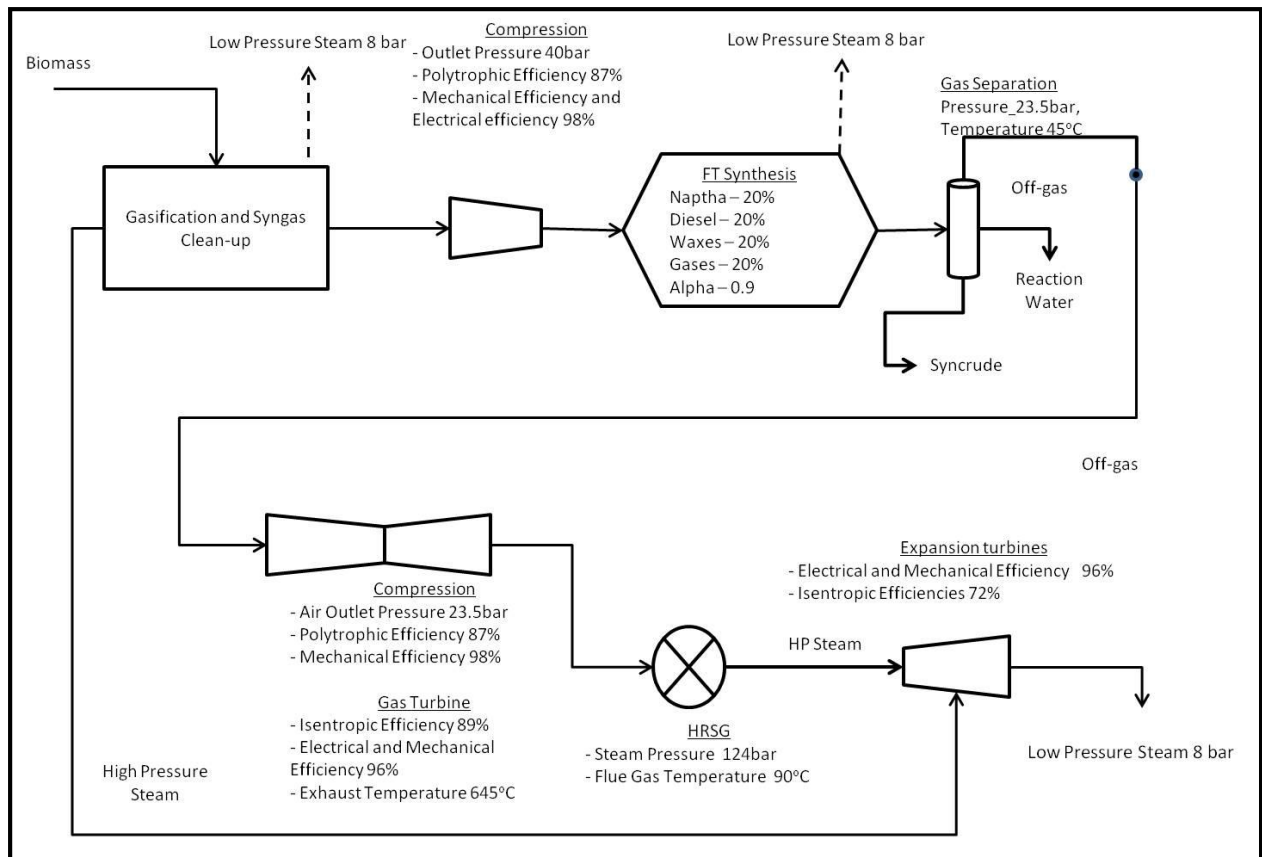 Biomass
Low Pressure Steam 8 bar
Compression
- Outlet Pressure 40bar
- Polytrophic Efficiency 87%
- Mechanical Efficiency and
Electrical efficiency 98%
Low Pressure Steam 8 bar
Gas Separation
Pressure_23.5bar,
Temperature 45°C
Gasification and Syngas
Clean-up
FT Synthesis
Naptha – 20%
Diesel – 20%
Waxes – 20%
Gases – 20%
Alpha – 0.9
Off-gas
Reaction
Water
Syncrude
Off-gas
Compression
- Air Outlet Pressure 23.5bar
- Polytrophic Efficiency 87%
- Mechanical Efficiency 98%
Gas Turbine
- Isentropic Efficiency 89%
- Electrical and Mechanical
Efficiency 96%
- Exhaust Temperature 645°C
Expansion turbines
- Electrical and Mechanical Efficiency 96%
- Isentropic Efficiencies 72%
HP Steam
HRSG
- Steam Pressure 124bar
- Flue Gas Temperature 90°C
Low Pressure Steam 8 bar
High Pressure
Steam